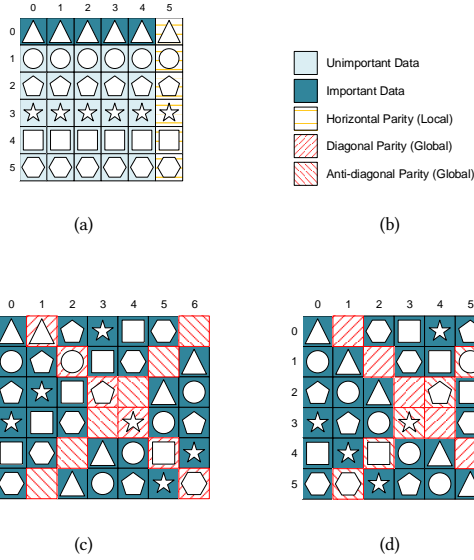 0 1 2 3 4 5
0
1
2
3
4
5
Unimportant Data
Important Data
Horizontal Parity (Local)
Diagonal Parity (Global)
Anti-diagonal Parity (Global)
(a)
(b)
0 1 2 3 4 5 6
0 1 2 3 4 5
0
1
2
3
4
5
(c)
(d)